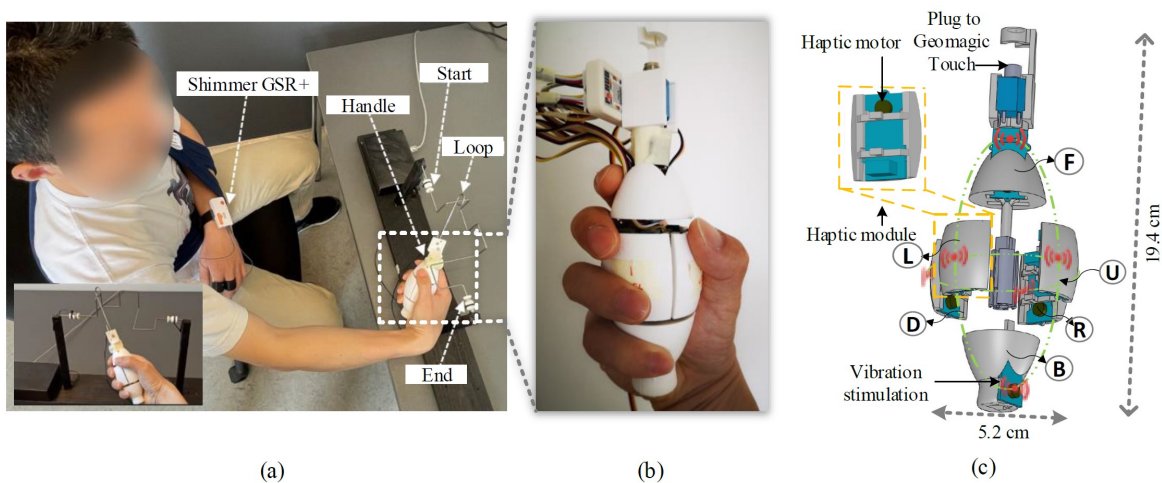 Shimmer GSR+
Start
Handle
Loop
End
(a)
(b)
Haptic motor
Plug to
Geomagic
Touch
F
Haptic module
L
U
D
R
B
Vibration
stimulation
19.4 cm
5.2 cm
(c)